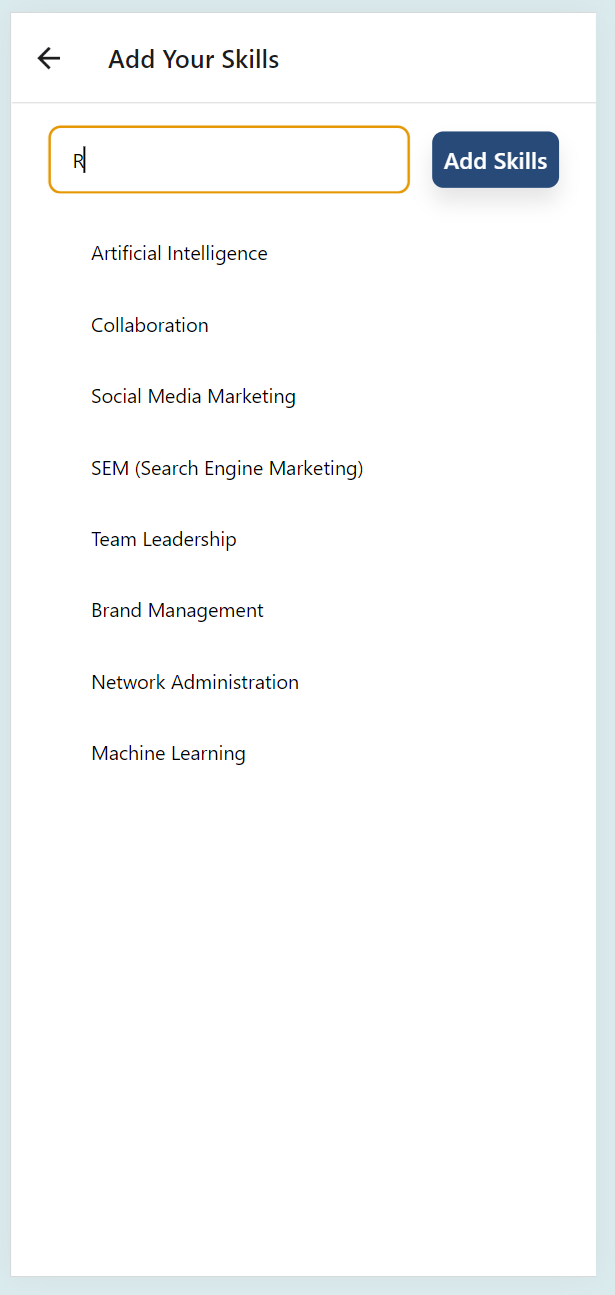 Add Your Skills
R
Add Skills
Artificial Intelligence
Collaboration
Social Media Marketing
SEM (Search Engine Marketing)
Team Leadership
Brand Management
Network Administration
Machine Learning